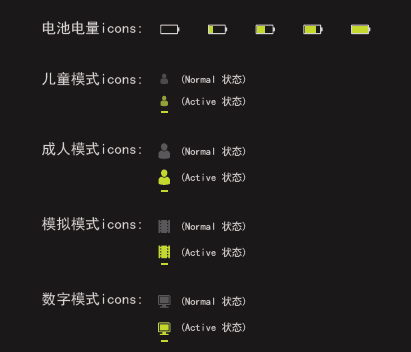 电池电量icons:
儿童模式icons: (Normal 状态)
(Active 状态)
成人模式icons: (Normal 状态)
(Active 状态)
模拟模式icons: (Normal 状态)
(Active 状态)
数字模式icons: (Normal 状态)
(Active 状态)